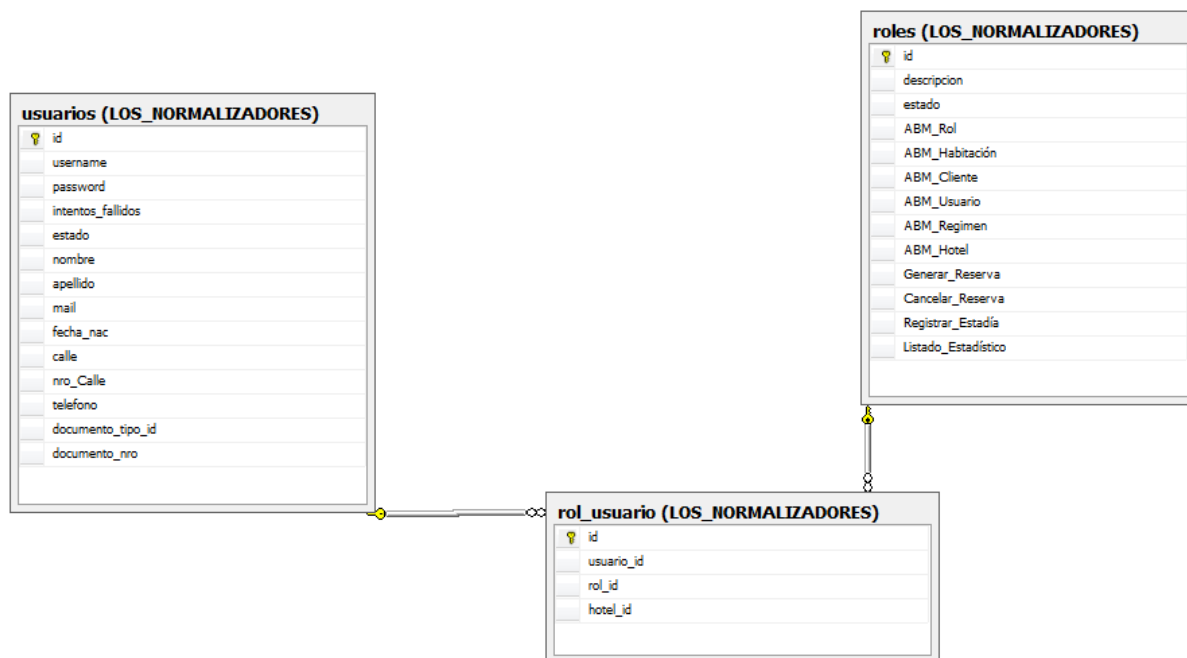 usuarios (LOS_NORMALIZADORES)
id
username
password
intentos_fallidos
estado
nombre
apellido
mail
fecha_nac
calle
nro_Calle
telefono
documento_tipo_id
documento_nro
roles (LOS_NORMALIZADORES)
id
descripcion
estado
ABM_Rol
ABM_Habitación
ABM_Cliente
ABM_Usuario
ABM_Regimen
ABM_Hotel
Generar_Reserva
Cancelar_Reserva
Registrar_Estadía
Listado_Estadístico
rol_usuario (LOS_NORMALIZADORES)
id
usuario_id
rol_id
hotel_id